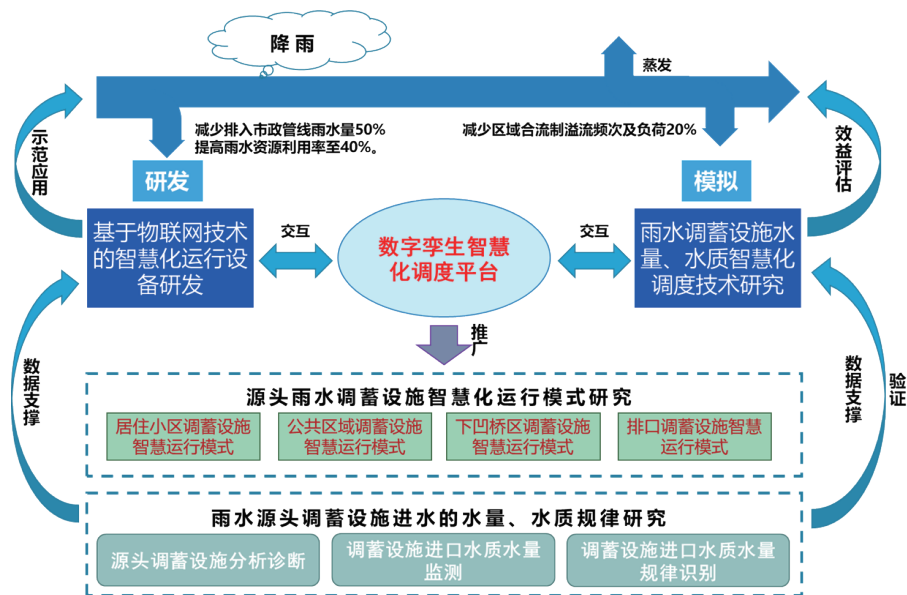 降雨
蒸发
减少排入市政管线雨水量50%
提高雨水资源利用率至40%。
减少区域合流制溢流频次及负荷20%
示范应用
效益评估
研发
模拟
基于物联网技术
的智慧化运行设
备研发
交互
数字孪生智慧
化调度平台
交互
雨水调蓄设施水
量、水质智慧化
调度技术研究
推广
数据支撑
数据支撑
验证
源头雨水调蓄设施智慧化运行模式研究
居住小区调蓄设施
智慧运行模式
公共区域调蓄设施
智慧运行模式
下凹桥区调蓄设施
智慧运行模式
排口调蓄设施智慧
运行模式
雨水源头调蓄设施进水的水量、水质规律研究
源头调蓄设施分析诊断
调蓄设施进口水质水量
监测
调蓄设施进口水质水量
规律识别